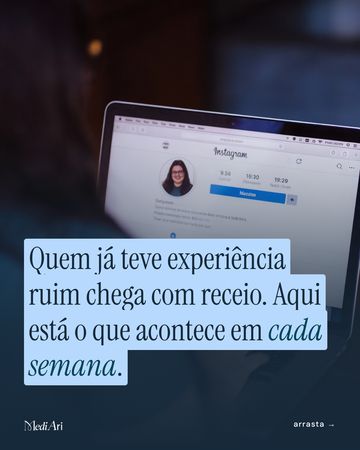 Instagram
Quem já teve experiência
ruim chega com receio. Aqui
está o que acontece em cada
semana.
MediAri
arrasta →